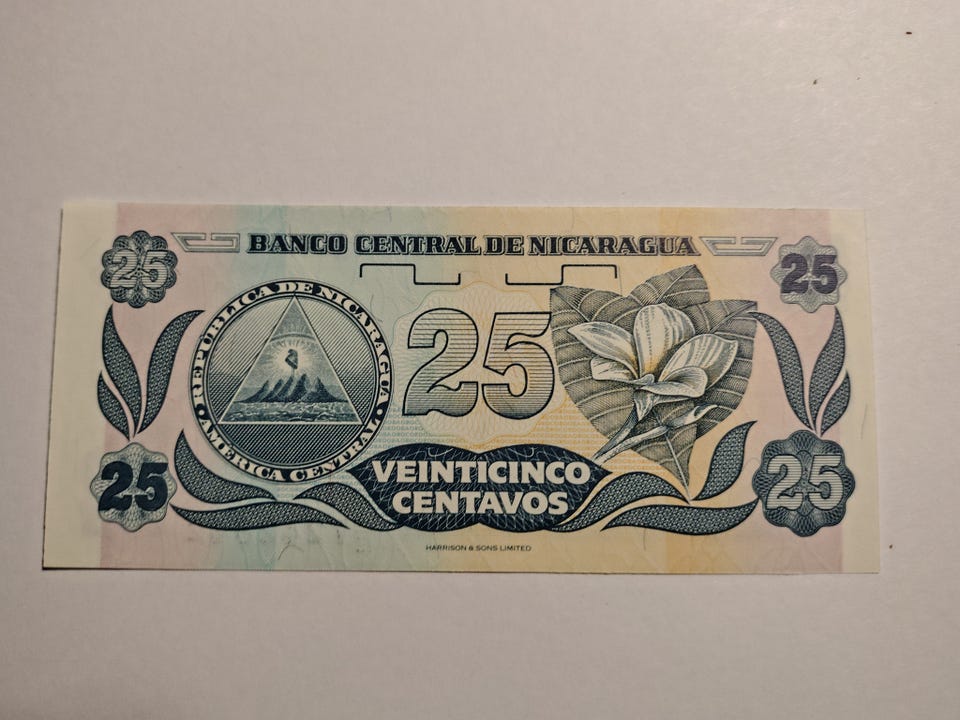 BANCO CENTRAL DE NICARAGUA
25
25
REPUBLICA DE NICARAGUA
AMERICA CENTRAL
25
VEINTICINCO
CENTAVOS
25
25
HARRISON & SONS LIMITED